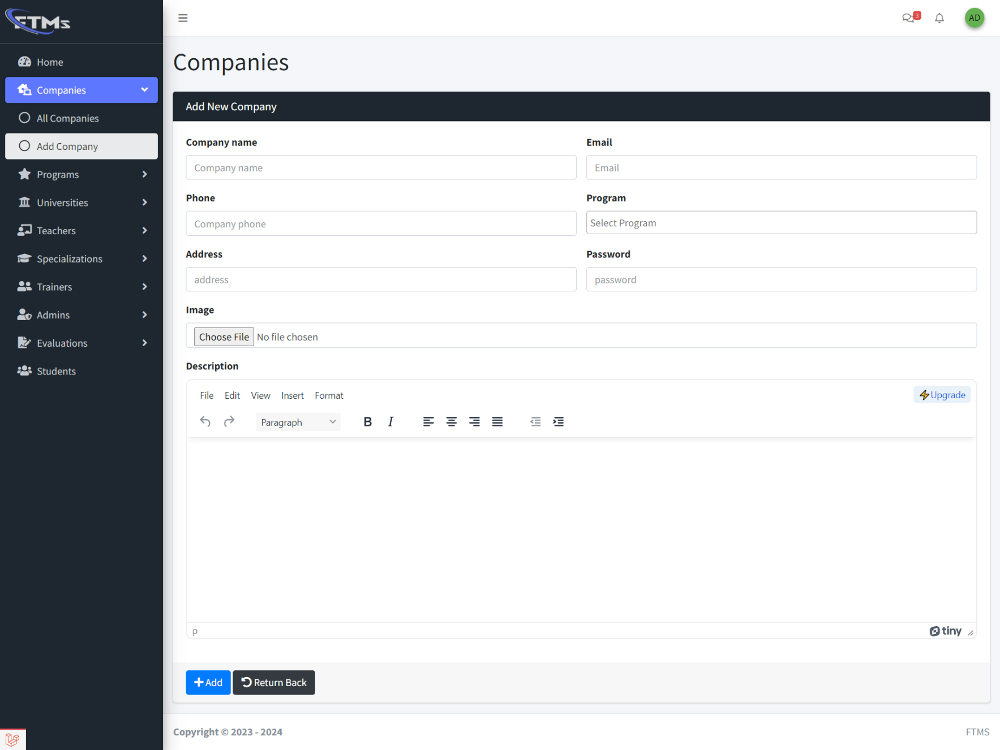 FTMs
3
AD
Home
Companies
All Companies
Add Company
Programs
Universities
Teachers
Specializations
Trainers
Admins
Evaluations
Students
Companies
Add New Company
Company name
Email
Company name
Email
Phone
Program
Company phone
Select Program
Address
Password
address
password
Image
Choose File No file chosen
Description
File Edit View Insert Format
⚡Upgrade
Paragraph B I
p
tiny
Add Return Back
Copyright © 2023 - 2024
FTMS